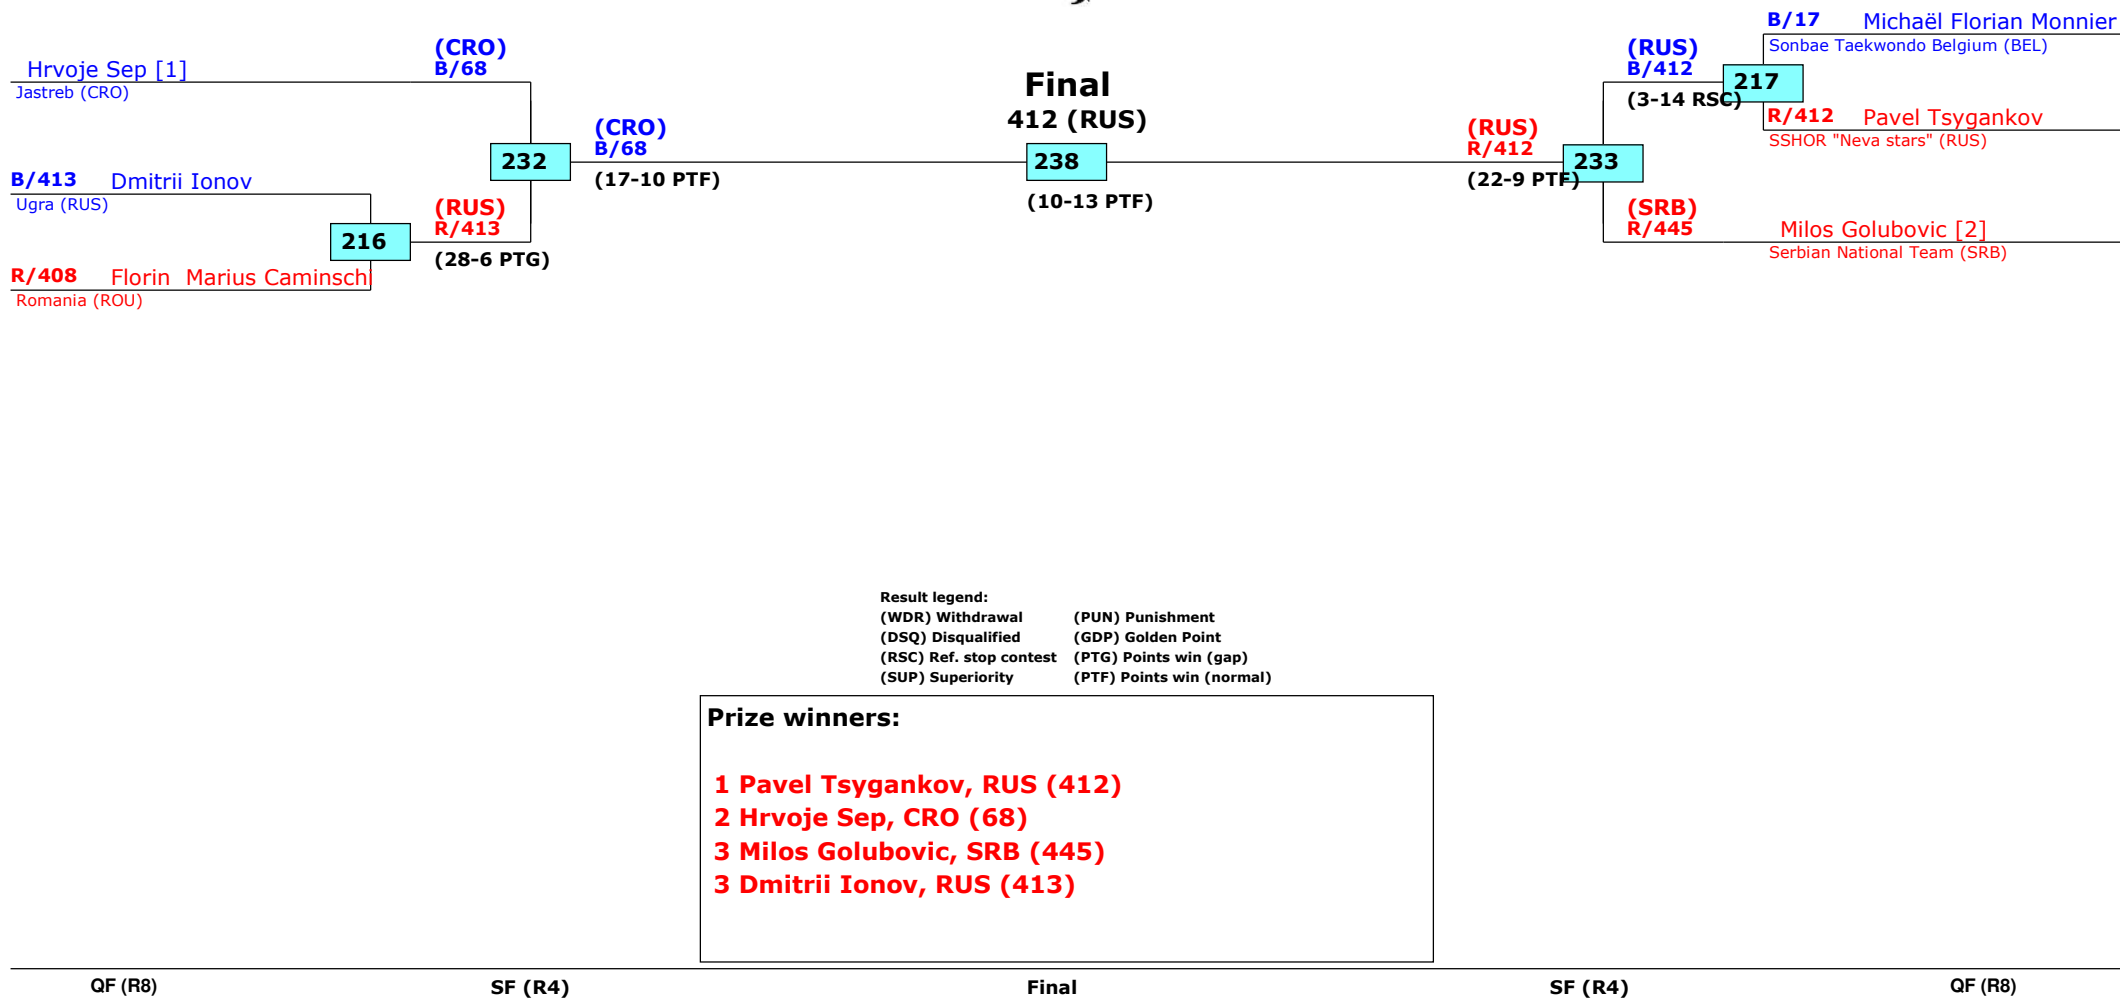 Hrvoje Sep [1]
Jastreb (CRO)
B/413 Dmitrii Ionov
Ugra (RUS)
R/408 Florin  Marius Caminschi
Romania (ROU)
216
(CRO)
B/68
(RUS)
R/413
(28-6 PTG)
232
(CRO)
B/68
(17-10 PTF)
Final
412 (RUS)
238
(10-13 PTF)
(RUS)
R/412
(22-9 PTF)
233
(RUS)
B/412
(3-14 RSC)
(SRB)
R/445
217
B/17 Michaël Florian Monnier
Sonbae Taekwondo Belgium (BEL)
R/412 Pavel Tsygankov
SSHOR "Neva stars" (RUS)
Milos Golubovic [2]
Serbian National Team (SRB)
Result legend:
(WDR) Withdrawal (PUN) Punishment
(DSQ) Disqualified (GDP) Golden Point
(RSC) Ref. stop contest (PTG) Points win (gap)
(SUP) Superiority (PTF) Points win (normal)
Prize winners:
1 Pavel Tsygankov, RUS (412)
2 Hrvoje Sep, CRO (68)
3 Milos Golubovic, SRB (445)
3 Dmitrii Ionov, RUS (413)
QF (R8) SF (R4) Final SF (R4) QF (R8)